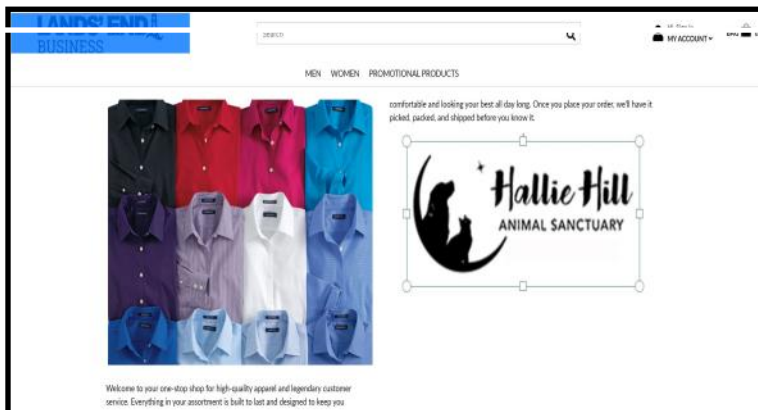 LANDS' END
BUSINESS
MY ACCOUNT
MEN WOMEN PROMOTIONAL PRODUCTS
comfortable and looking your best all day long. Once you place your order, we'll have it
picked, packed, and shipped before you know it.
Hallie Hill
ANIMAL SANCTUARY
Welcome to your one-stop shop for high-quality apparel and legendary customer
service. Everything in your assortment is built to last and designed to keep you